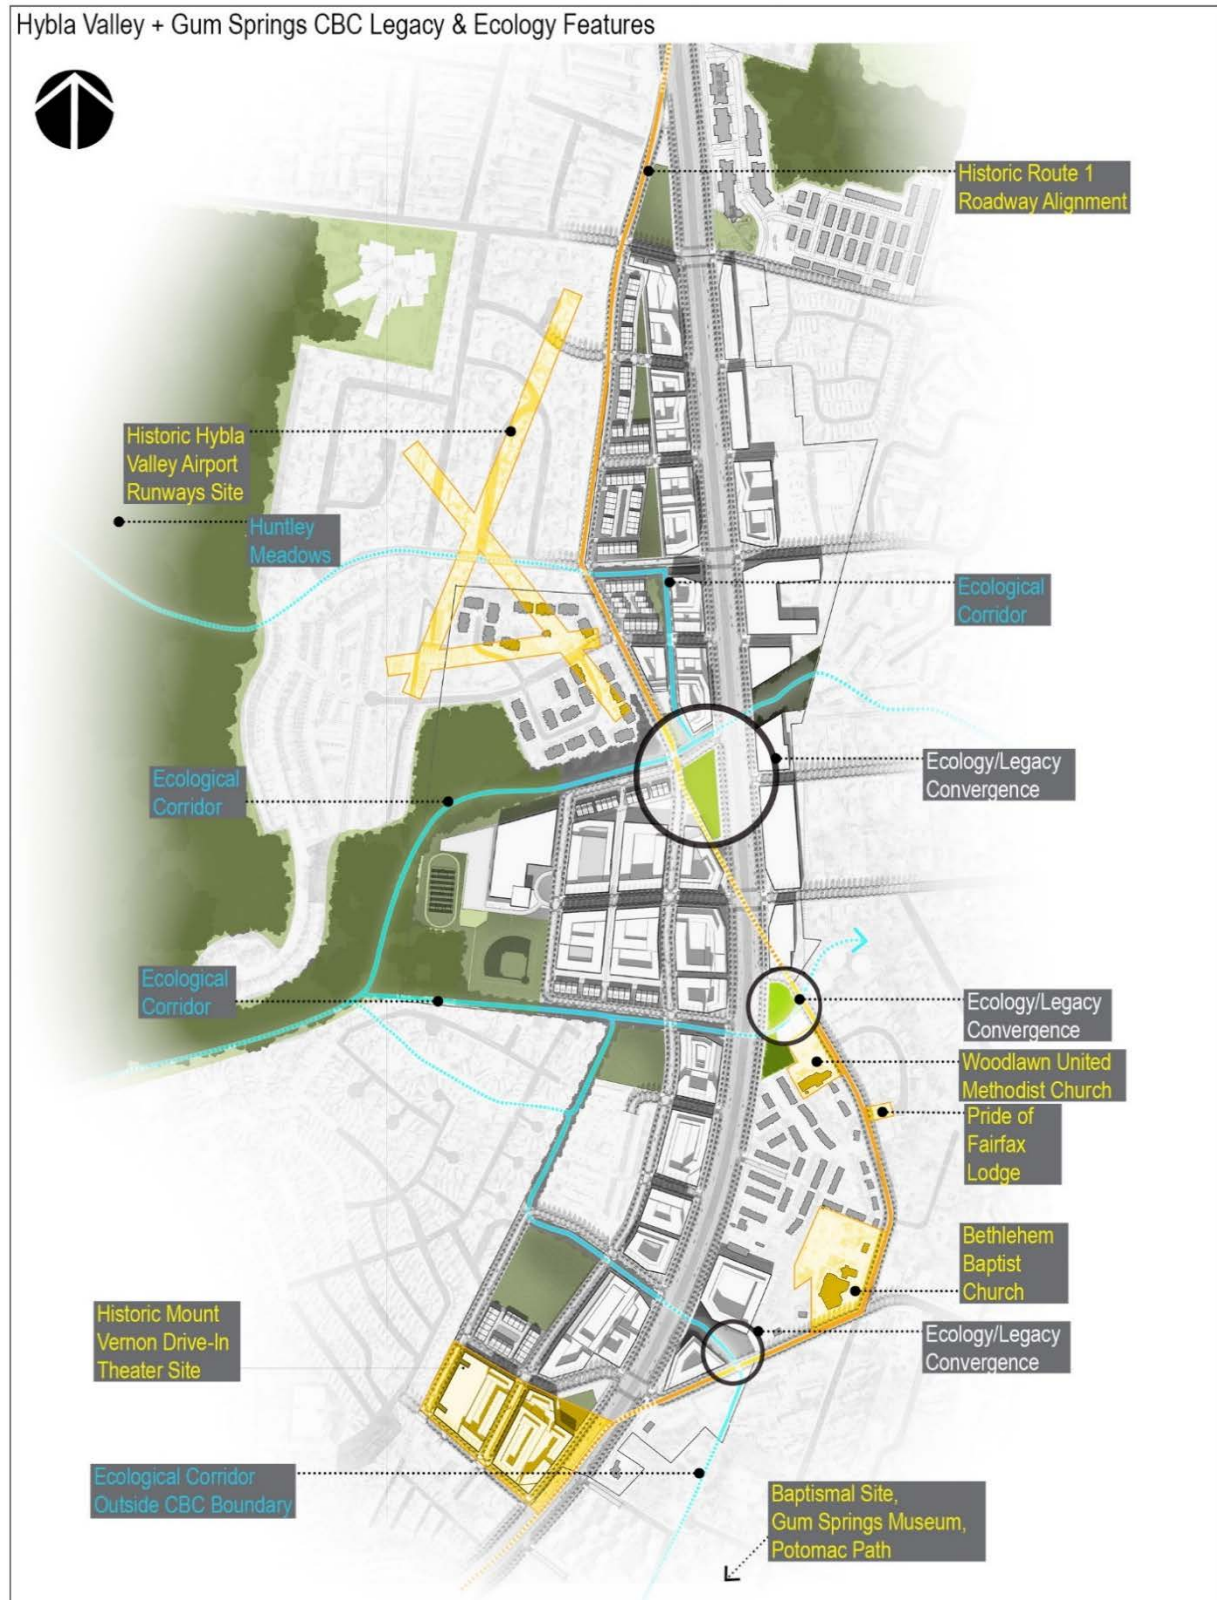 Hybla Valley + Gum Springs CBC Legacy & Ecology Features
Historic Route 1
Roadway Alignment
Historic Hybla
Valley Airport
Runways Site
Huntley
Meadows
Ecological
Corridor
Ecology/Legacy
Convergence
Ecological
Corridor
Ecological
Corridor
Ecology/Legacy
Convergence
Woodlawn United
Methodist Church
Pride of
Fairfax
Lodge
Bethlehem
Baptist
Church
Historic Mount
Vernon Drive-In
Theater Site
Ecology/Legacy
Convergence
Ecological Corridor
Outside CBC Boundary
Baptismal Site,
Gum Springs Museum,
Potomac Path